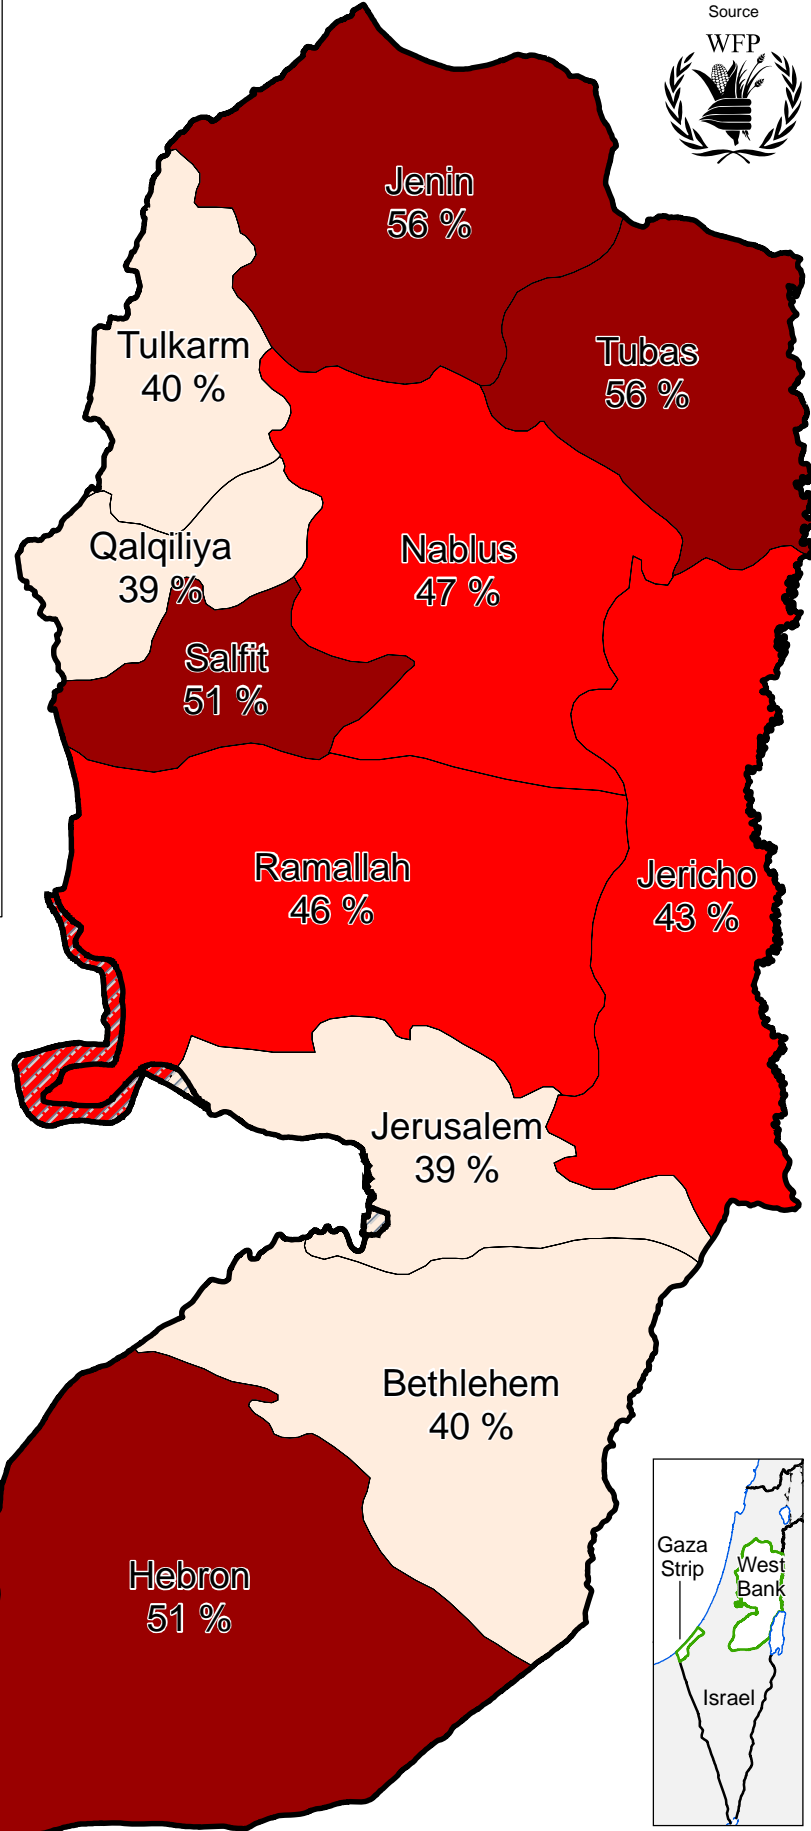 Source
WFP
Jenin
56 %
Tulkarm
40 %
Tubas
56 %
Qalqiliya
39 %
Nablus
47 %
Salfit
51 %
Ramallah
46 %
Jericho
43 %
Jerusalem
39 %
Bethlehem
40 %
Hebron
51 %
Gaza
Strip
West
Bank
Israel